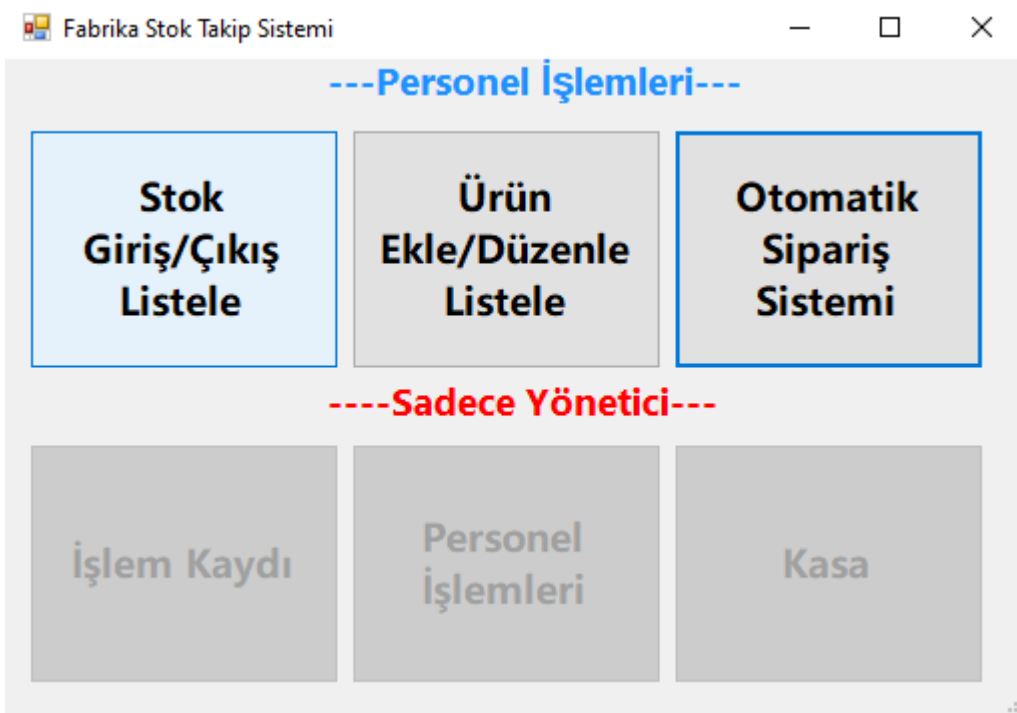 Fabrika Stok Takip Sistemi
---Personel İşlemleri---
Stok
Giriş/Çıkış
Listele
Ürün
Ekle/Düzenle
Listele
Otomatik
Sipariş
Sistemi
----Sadece Yönetici---
İşlem Kaydı
Personel
İşlemleri
Kasa